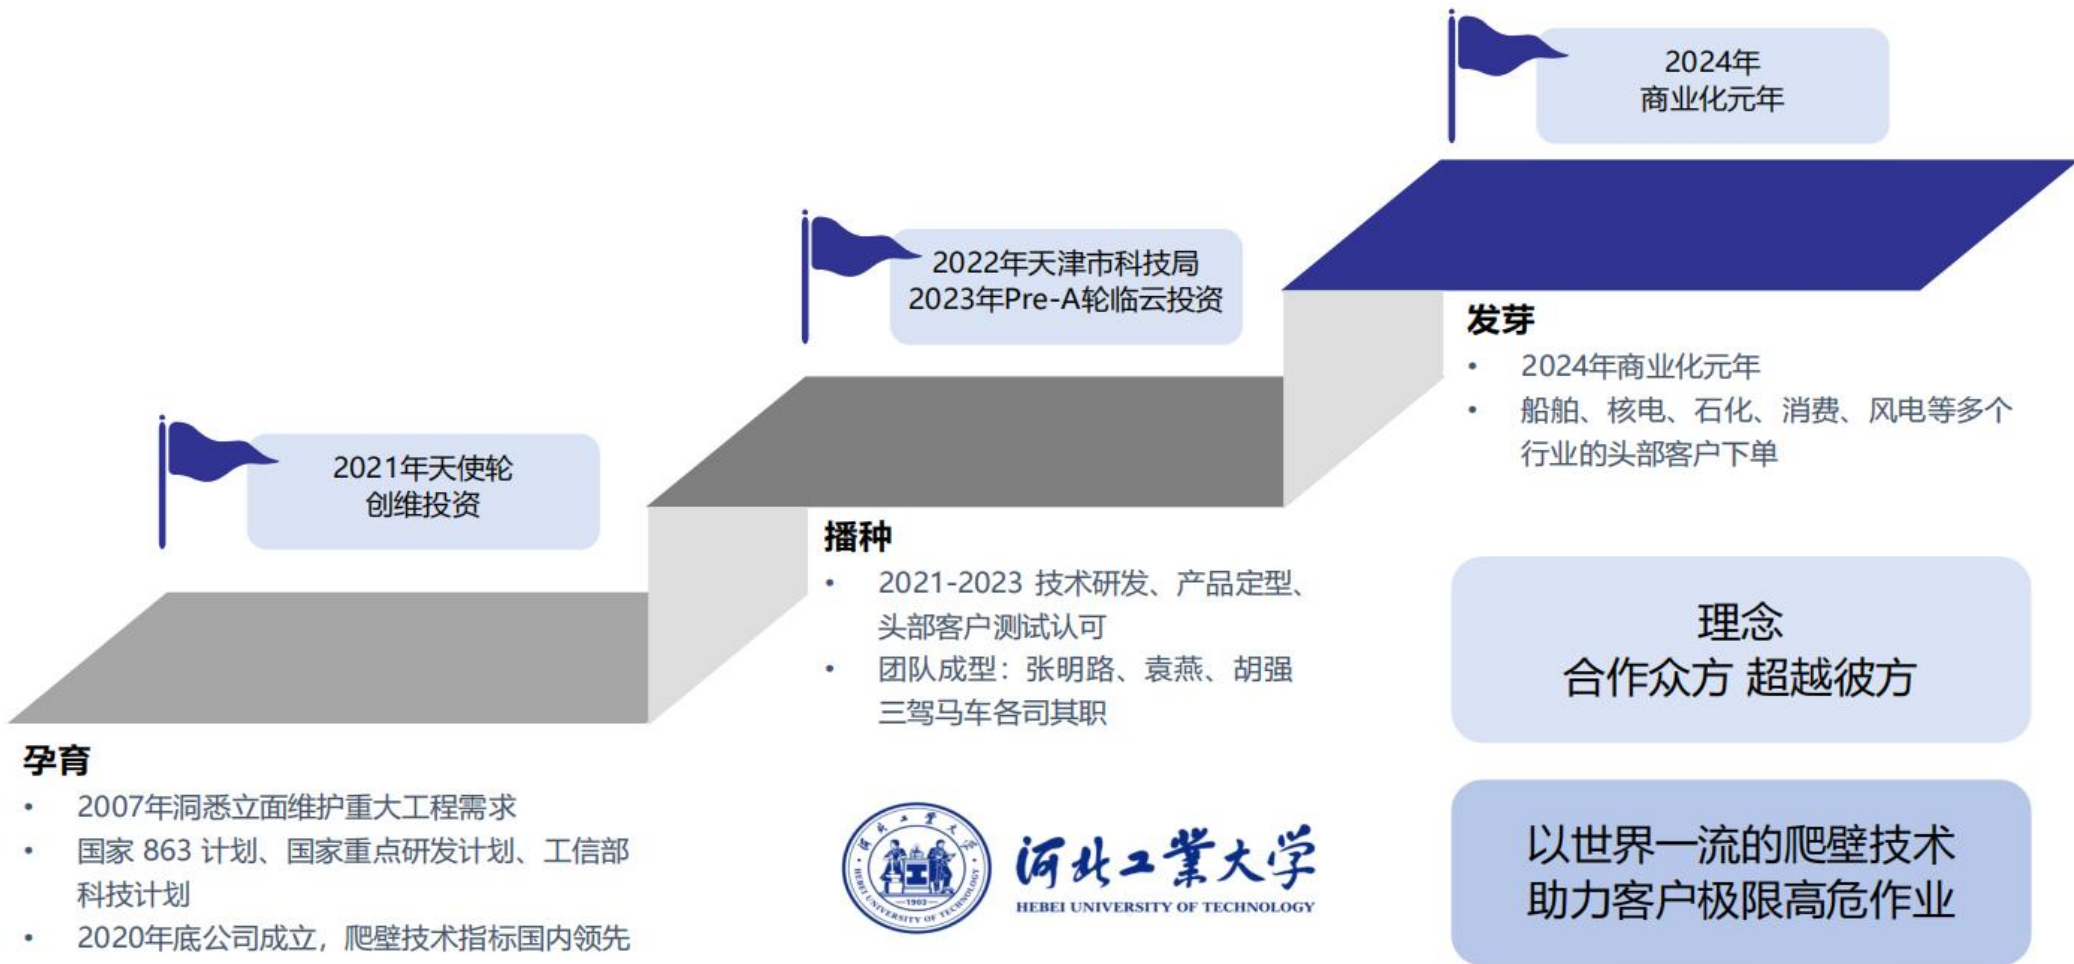 2024年
商业化元年
2022年天津市科技局
2023年Pre-A轮临云投资
2021年天使轮
创维投资
发芽
• 2024年商业化元年
• 船舶、核电、石化、消费、风电等多个
行业的头部客户下单
播种
• 2021-2023 技术研发、产品定型、
头部客户测试认可
• 团队成型：张明路、袁燕、胡强
三驾马车各司其职
孕育
• 2007年洞悉立面维护重大工程需求
• 国家 863 计划、国家重点研发计划、工信部
科技计划
• 2020年底公司成立，爬壁技术指标国内领先
河北工業大学
HEBEI UNIVERSITY OF TECHNOLOGY
河北工業大学
HEBEI UNIVERSITY OF TECHNOLOGY
1903
理念
合作众方 超越彼方
以世界一流的爬壁技术
助力客户极限高危作业